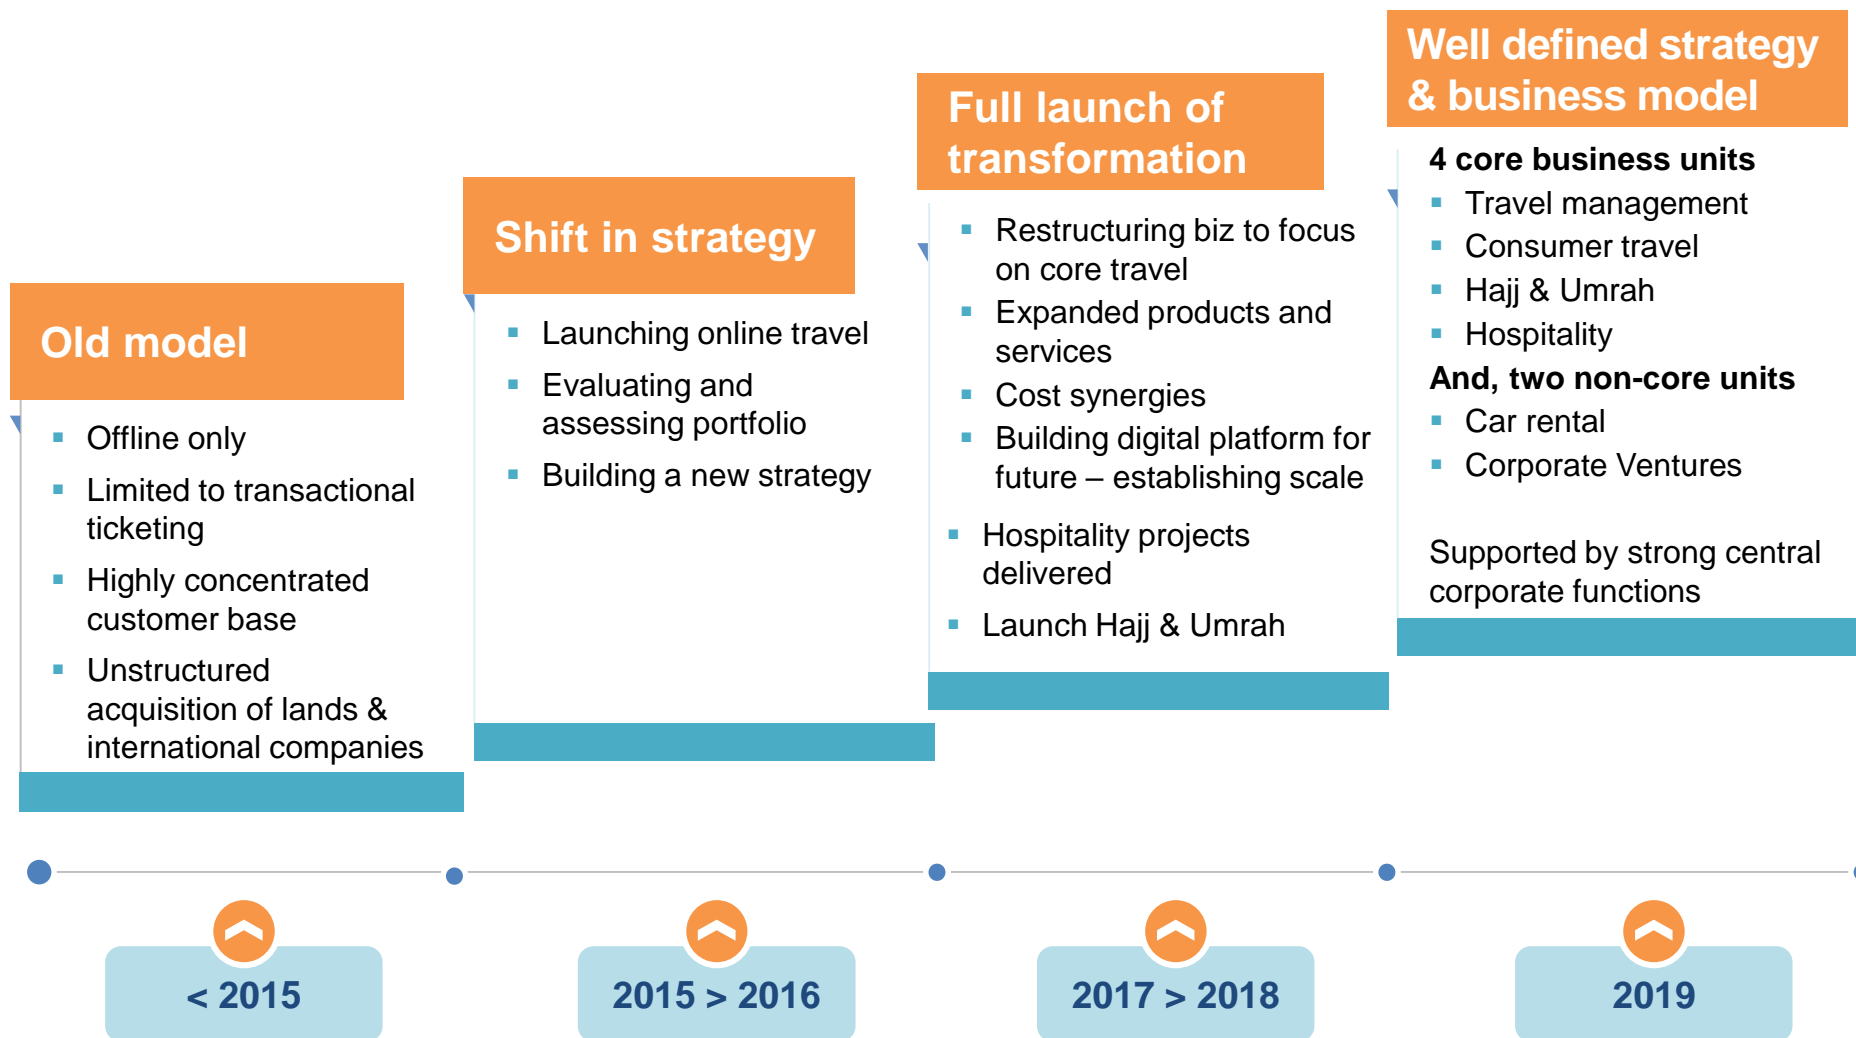 Old model
▪ Offline only
▪ Limited to transactional
ticketing
▪ Highly concentrated
customer base
▪ Unstructured
acquisition of lands &
international companies
< 2015
Shift in strategy
▪ Launching online travel
▪ Evaluating and
assessing portfolio
▪ Building a new strategy
2015 > 2016
Full launch of
transformation
▪ Restructuring biz to focus
on core travel
▪ Expanded products and
services
▪ Cost synergies
▪ Building digital platform for
future – establishing scale
▪ Hospitality projects
delivered
▪ Launch Hajj & Umrah
2017 > 2018
Well defined strategy
& business model
4 core business units
▪ Travel management
▪ Consumer travel
▪ Hajj & Umrah
▪ Hospitality
And, two non-core units
▪ Car rental
▪ Corporate Ventures
Supported by strong central
corporate functions
2019